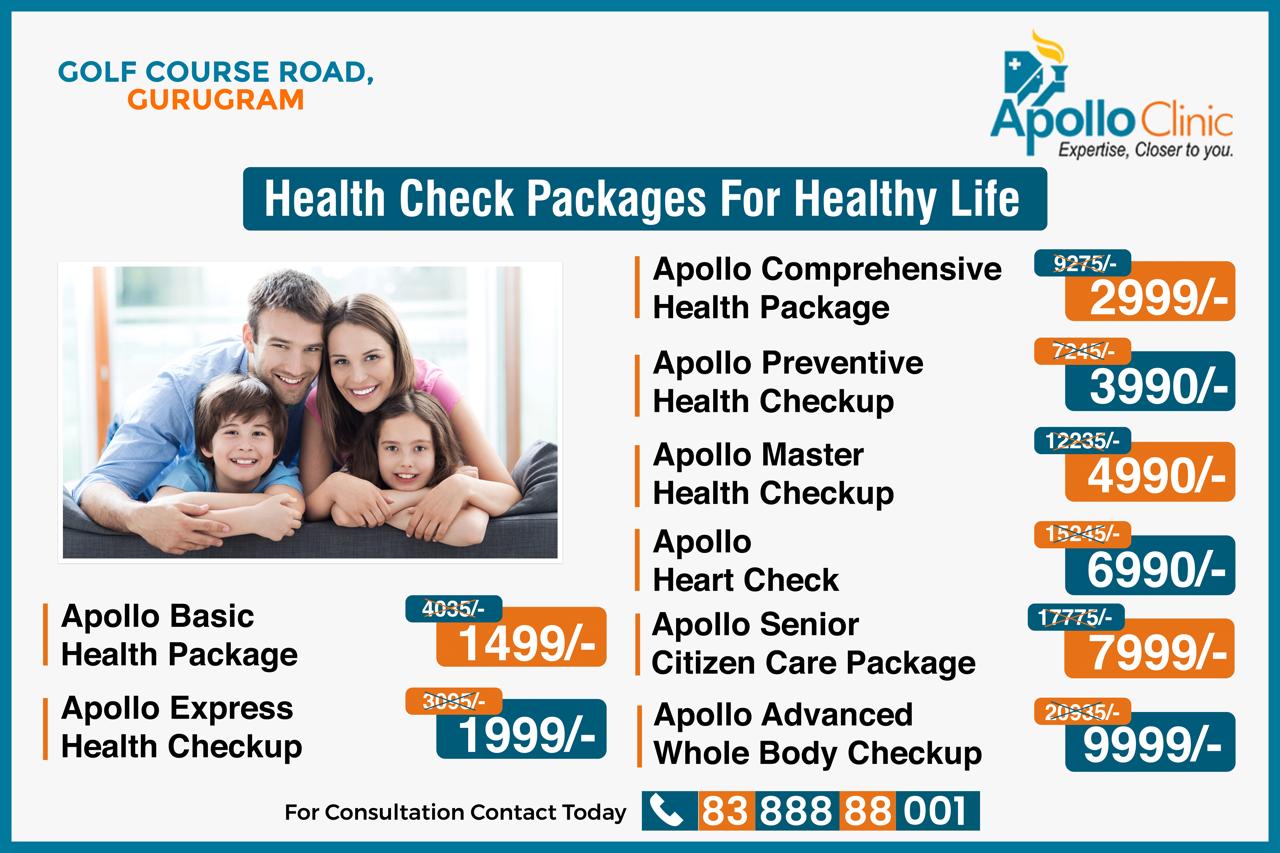 GOLF COURSE ROAD,
GURUGRAM
Apollo Clinic
Expertise, Closer to you.
Health Check Packages For Healthy Life
Apollo Basic
Health Package
4035/-
1499/-
Apollo Express
Health Checkup
3095/-
1999/-
Apollo Comprehensive
Health Package
9275/-
2999/-
Apollo Preventive
Health Checkup
7245/-
3990/-
Apollo Master
Health Checkup
12235/-
4990/-
Apollo
Heart Check
15245/-
6990/-
Apollo Senior
Citizen Care Package
17775/-
7999/-
Apollo Advanced
Whole Body Checkup
20935/-
9999/-
For Consultation Contact Today 83 888 88 001